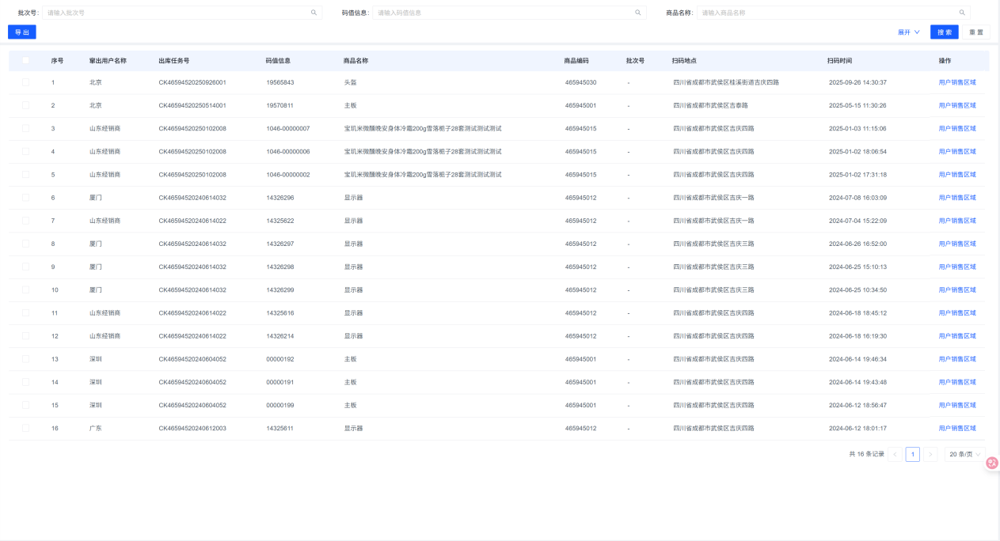 批次号: 请输入批次号 码值信息: 请输入码值信息 商品名称: 请输入商品名称
导出 展开 搜索 重置
序号 窜出用户名称 出库任务号 码值信息 商品名称 商品编码 批次号 扫码地点 扫码时间 操作
1 北京 CK46594520250926001 19565843 头盔 465945030 - 四川省成都市武侯区桂溪街道吉庆四路 2025-09-26 14:30:37 用户销售区域
2 北京 CK46594520250514001 19570811 主板 465945001 - 四川省成都市武侯区吉泰路 2025-05-15 11:30:26 用户销售区域
3 山东经销商 CK46594520250102008 1046-00000007 宝玑米微醺晚安身体冷霜200g雪落栀子28套测试测试测试 465945015 - 四川省成都市武侯区吉庆四路 2025-01-03 11:15:06 用户销售区域
4 山东经销商 CK46594520250102008 1046-00000006 宝玑米微醺晚安身体冷霜200g雪落栀子28套测试测试测试 465945015 - 四川省成都市武侯区吉庆四路 2025-01-02 18:06:54 用户销售区域
5 山东经销商 CK46594520250102008 1046-00000002 宝玑米微醺晚安身体冷霜200g雪落栀子28套测试测试测试 465945015 - 四川省成都市武侯区吉庆四路 2025-01-02 17:31:18 用户销售区域
6 厦门 CK46594520240614032 14326296 显示器 465945012 - 四川省成都市武侯区吉庆一路 2024-07-08 16:03:09 用户销售区域
7 山东经销商 CK46594520240614022 14325622 显示器 465945012 - 四川省成都市武侯区吉庆一路 2024-07-04 15:22:09 用户销售区域
8 厦门 CK46594520240614032 14326297 显示器 465945012 - 四川省成都市武侯区吉庆三路 2024-06-26 16:52:00 用户销售区域
9 厦门 CK46594520240614032 14326298 显示器 465945012 - 四川省成都市武侯区吉庆三路 2024-06-25 15:10:13 用户销售区域
10 厦门 CK46594520240614032 14326299 显示器 465945012 - 四川省成都市武侯区吉庆三路 2024-06-25 10:34:50 用户销售区域
11 山东经销商 CK46594520240614022 14325616 显示器 465945012 - 四川省成都市武侯区吉庆四路 2024-06-18 18:45:12 用户销售区域
12 山东经销商 CK46594520240614022 14326214 显示器 465945012 - 四川省成都市武侯区吉庆四路 2024-06-18 16:19:30 用户销售区域
13 深圳 CK46594520240604052 00000192 主板 465945001 - 四川省成都市武侯区吉庆四路 2024-06-14 19:46:34 用户销售区域
14 深圳 CK46594520240604052 00000191 主板 465945001 - 四川省成都市武侯区吉庆四路 2024-06-14 19:43:48 用户销售区域
15 深圳 CK46594520240604052 00000199 主板 465945001 - 四川省成都市武侯区吉庆四路 2024-06-12 18:56:47 用户销售区域
16 广东 CK46594520240612003 14325611 显示器 465945012 - 四川省成都市武侯区吉庆四路 2024-06-12 18:01:17 用户销售区域
共 16 条记录 < 1 > 20 条/页